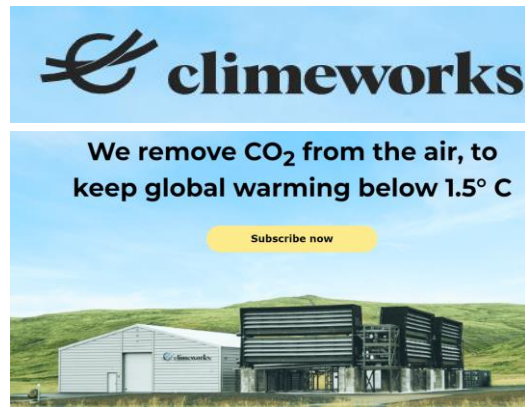 climeworks
We remove CO₂ from the air, to
keep global warming below 1.5° C
Subscribe now
climeworks